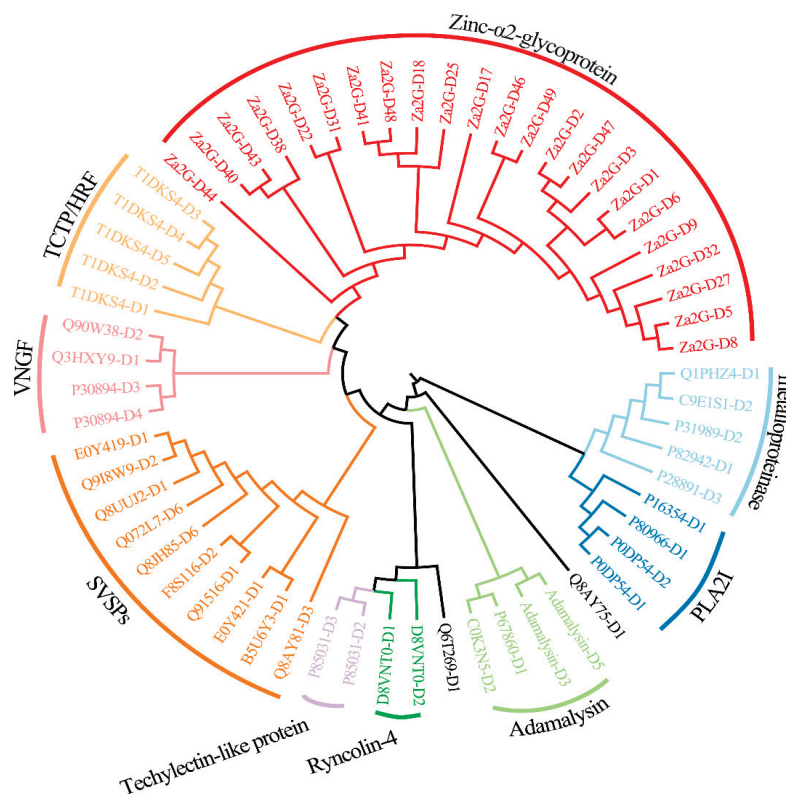 Zinc-α2-glycoprotein
Za2G-D44
Za2G-D40
Za2G-D43
Za2G-D38
Za2G-D22
Za2G-D31
Za2G-D41
Za2G-D48
Za2G-D18
Za2G-D25
Za2G-D17
Za2G-D46
Za2G-D49
Za2G-D2
Za2G-D47
Za2G-D3
Za2G-D1
Za2G-D6
Za2G-D9
Za2G-D32
Za2G-D27
Za2G-D5
Za2G-D8
metalloproteinase
Q1PHZ4-D1
C9E1S1-D2
P31989-D2
P82942-D1
P28891-D3
PLA2I
P16354-D1
P80966-D1
P0DP54-D2
P0DP54-D1
Q8AY75-D1
Adamalysin
Adamalysin-D5
Adamalysin-D3
P67860-D1
C0K3N5-D2
Q6T269-D1
Ryncolin-4
D8VNT0-D2
D8VNT0-D1
Techylectin-like protein
P85031-D2
P85031-D3
SVSPs
Q8AY81-D3
B5U6Y3-D1
E0Y421-D1
Q91516-D1
F8S116-D2
Q8JH85-D6
Q072L7-D6
Q8UUJ2-D1
Q9I8W9-D2
E0Y419-D1
VNGF
P30894-D4
P30894-D3
Q3HXY9-D1
Q90W38-D2
TCTP/HRF
T1DKS4-D1
T1DKS4-D2
T1DKS4-D5
T1DKS4-D4
T1DKS4-D3